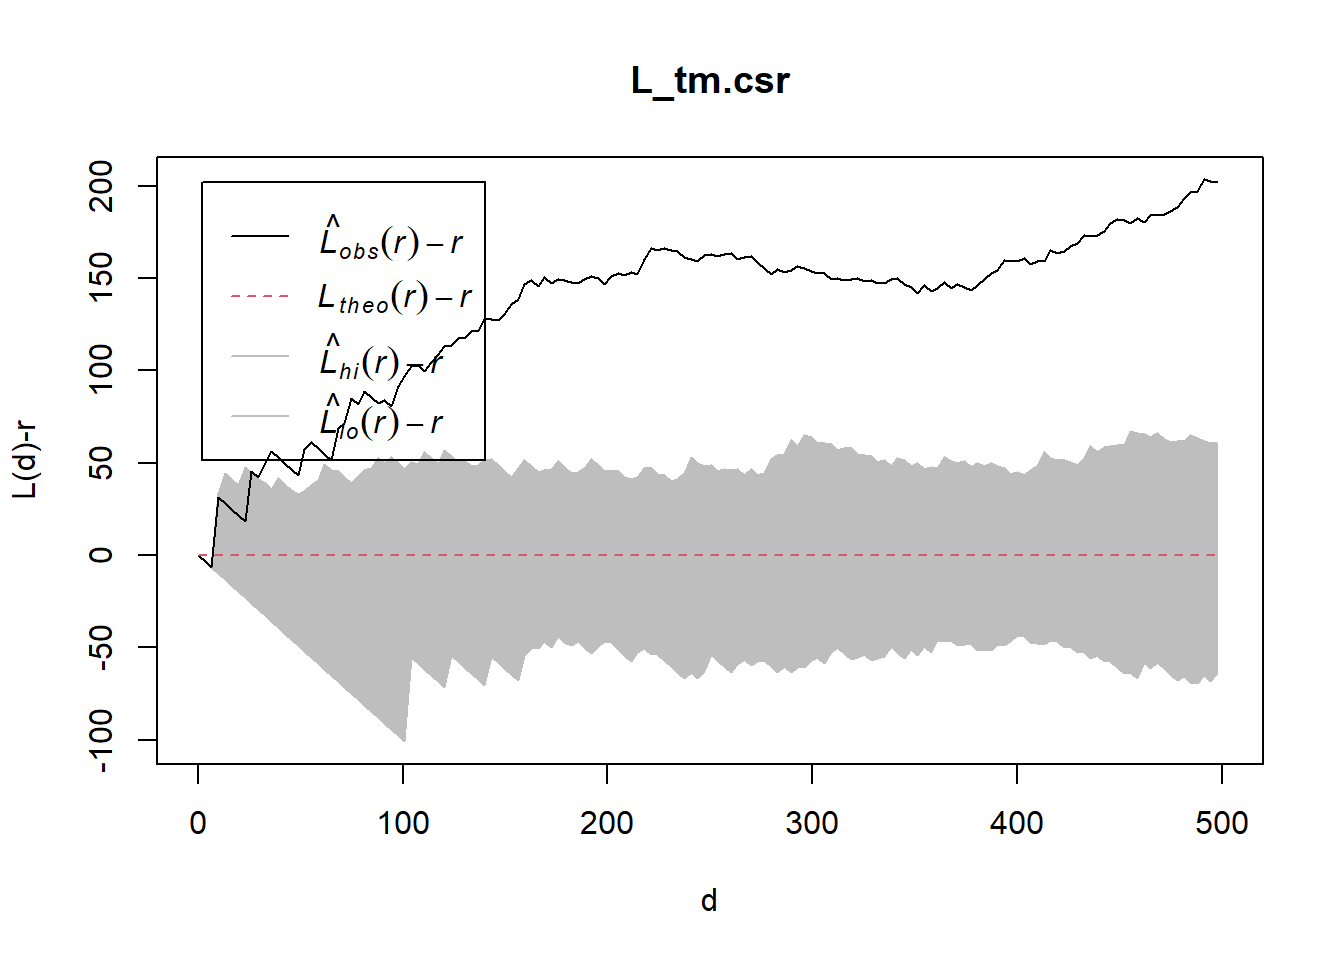 L_tm.csr
L̂obs(r) − r
Ltheo(r) − r
L̂hi(r) − r
L̂lo(r) − r
L(d)-r
200
150
100
50
0
-50
-100
0 100 200 300 400 500
d